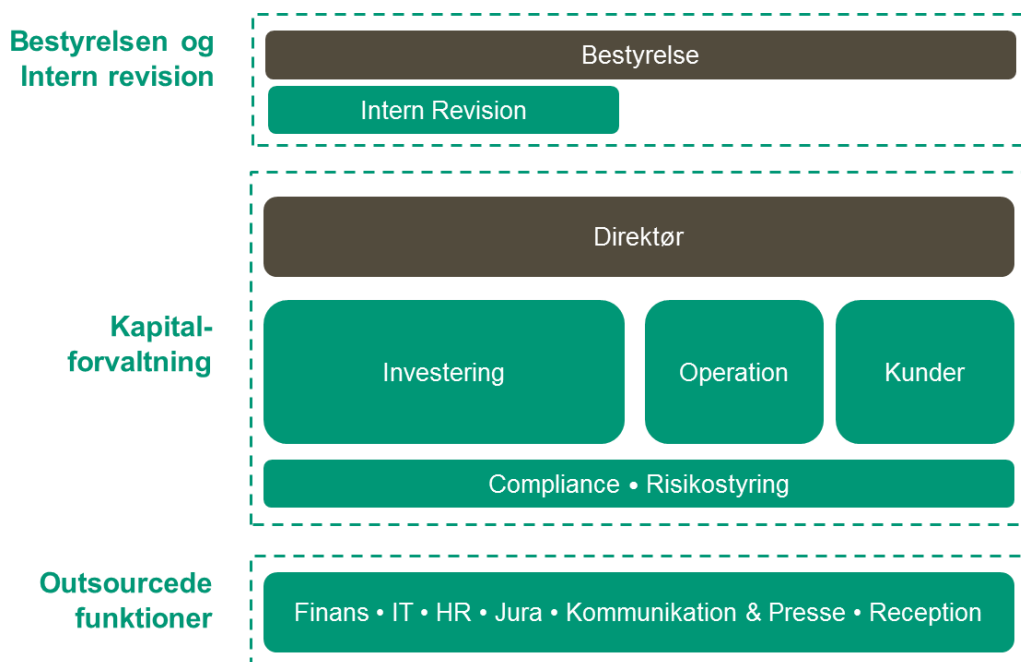 Bestyrelsen og
Intern revision
Bestyrelse
Intern Revision
Kapital-
forvaltning
Direktør
Investering
Operation
Kunder
Compliance • Risikostyring
Outsourcede
funktioner
Finans • IT • HR • Jura • Kommunikation & Presse • Reception